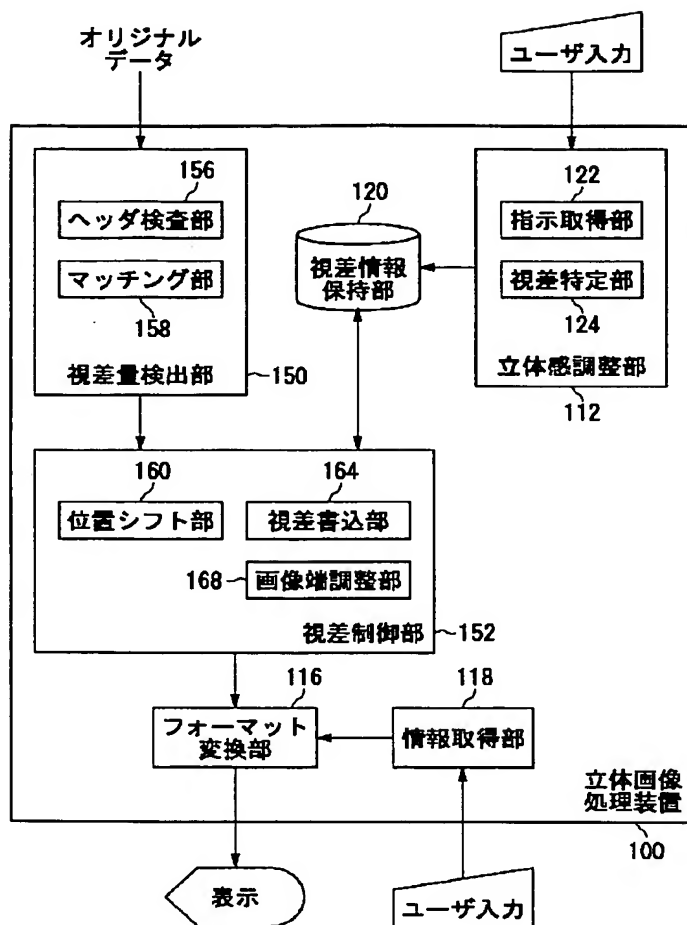 オリジナル
データ
ユーザ入力
156
ヘッダ検査部
マッチング部
158
視差量検出部
150
120
視差情報
保持部
122
指示取得部
視差特定部
124
立体感調整部
112
160
位置シフト部
164
視差書込部
168
画像端調整部
視差制御部
152
116
フォーマット
変換部
118
情報取得部
立体画像
処理装置
100
表示
ユーザ入力